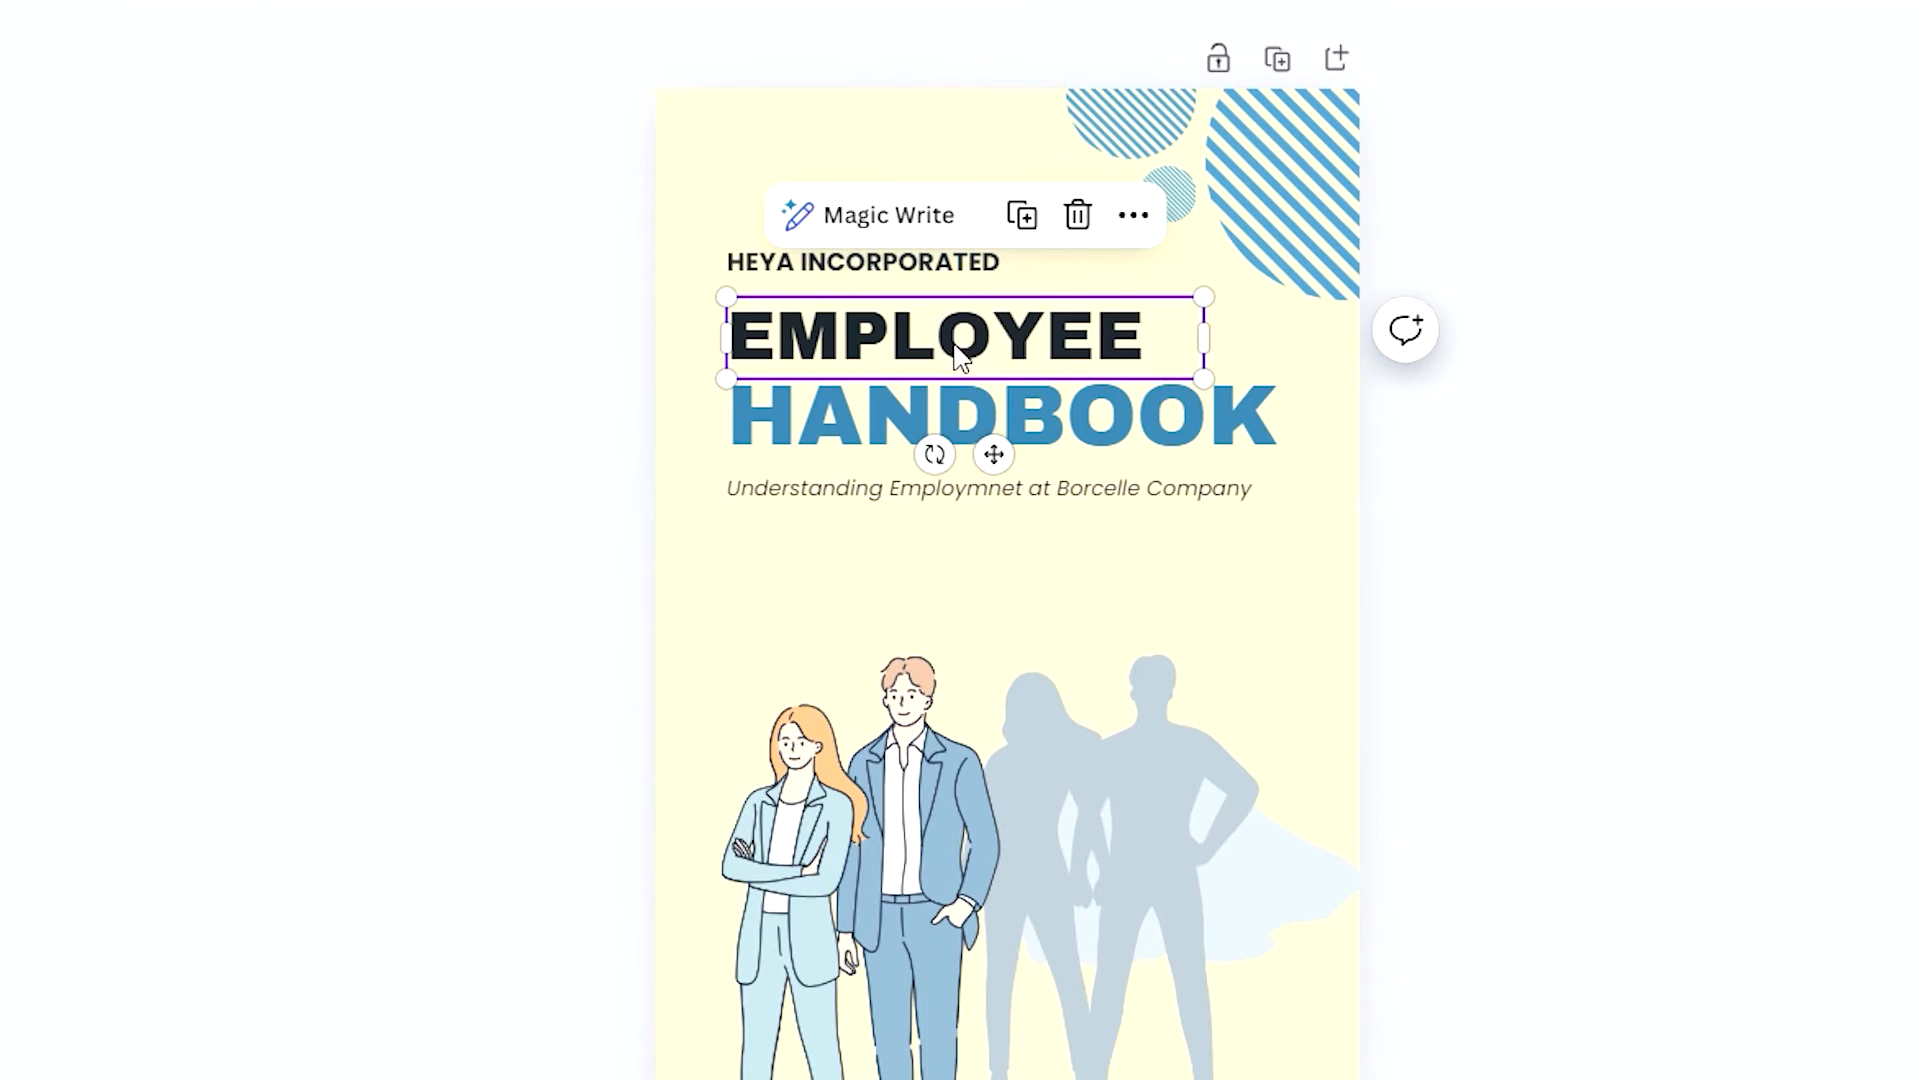 Magic Write
HEYA INCORPORATED
EMPLOYEE
HANDBOOK
Understanding Employmnet at Borcelle Company